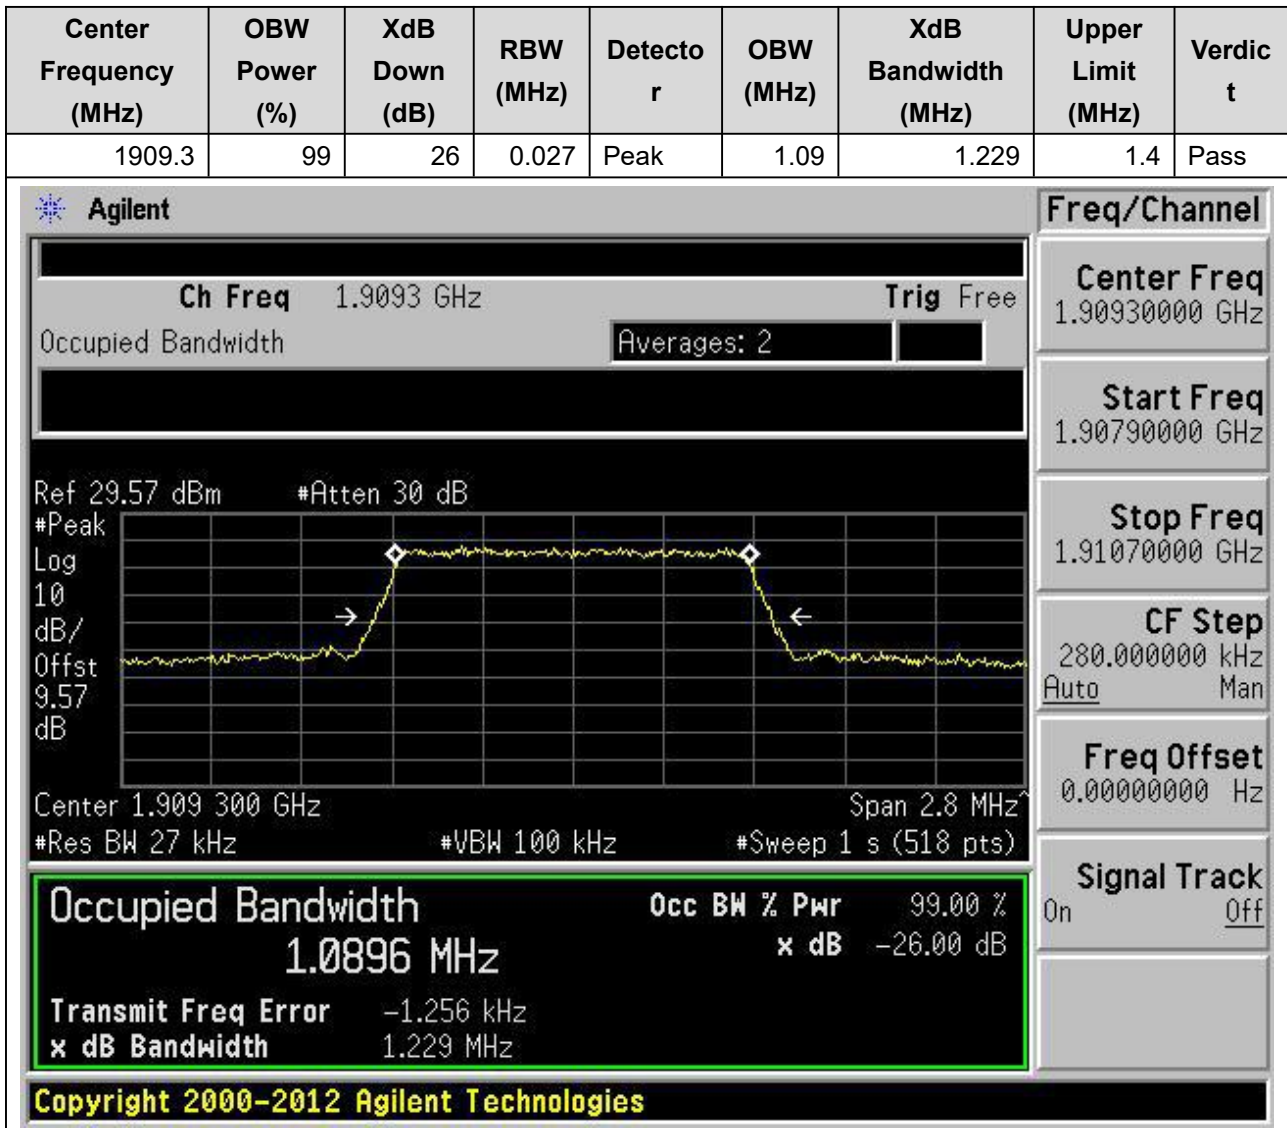 Center Frequency (MHz) OBW Power (%) XdB Down (dB) RBW (MHz) Detecto r OBW (MHz) XdB Bandwidth (MHz) Upper Limit (MHz) Verdic t
1909.3 99 26 0.027 Peak 1.09 1.229 1.4 Pass
Agilent
Freq/Channel
Ch Freq 1.9093 GHz Trig Free
Occupied Bandwidth Averages: 2
Ref 29.57 dBm #Atten 30 dB
#Peak
Log
10
dB/
Offst
9.57
dB
Center 1.909 300 GHz Span 2.8 MHz^
#Res BW 27 kHz #VBW 100 kHz #Sweep 1 s (518 pts)
Occupied Bandwidth Occ BW % Pwr 99.00 %
1.0896 MHz x dB -26.00 dB
Transmit Freq Error -1.256 kHz
x dB Bandwidth 1.229 MHz
Copyright 2000-2012 Agilent Technologies
Center Freq
1.90930000 GHz
Start Freq
1.90790000 GHz
Stop Freq
1.91070000 GHz
CF Step
280.000000 kHz
Auto Man
Freq Offset
0.00000000 Hz
Signal Track
On Off